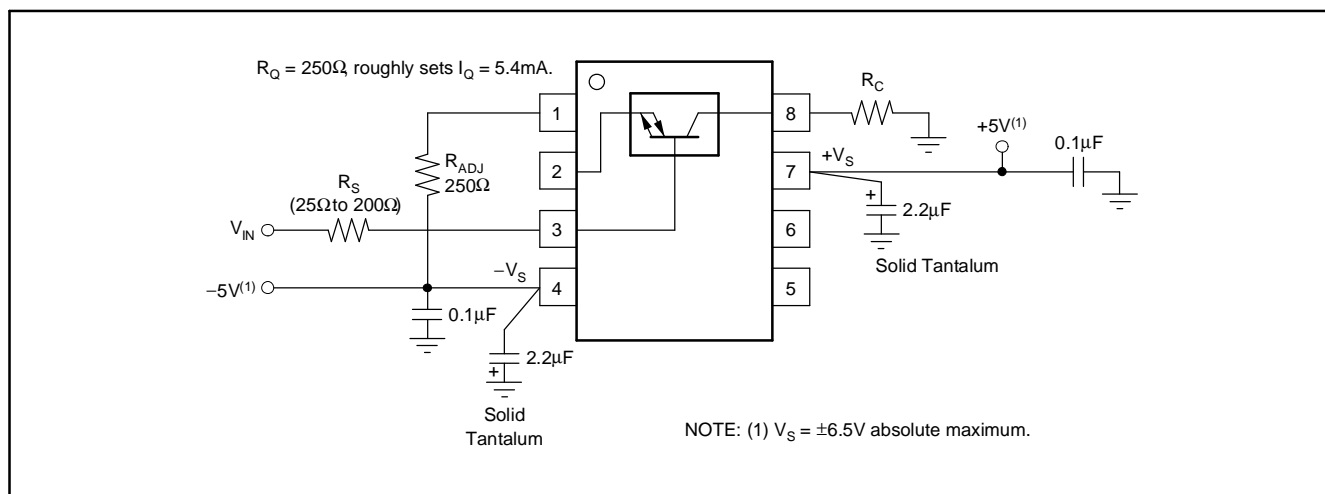 R_Q = 250Ω, roughly sets I_Q = 5.4mA.
1
8
R_C
+5V(1)
0.1µF
R_ADJ
250Ω
2
+V_S
7
R_S
(25Ω to 200Ω)
+
2.2µF
V_IN
3
6
Solid Tantalum
–V_S
–5V(1)
4
5
0.1µF
2.2µF
+
Solid
Tantalum
NOTE: (1) V_S = ±6.5V absolute maximum.